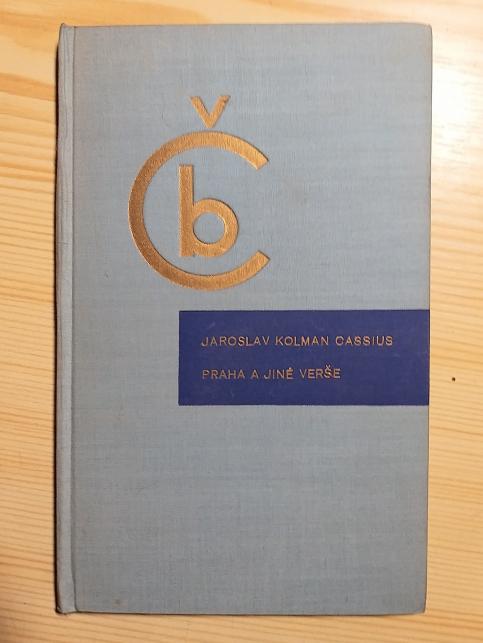 Čb
JAROSLAV KOLMAN CASSIUS
PRAHA A JINÉ VERŠE